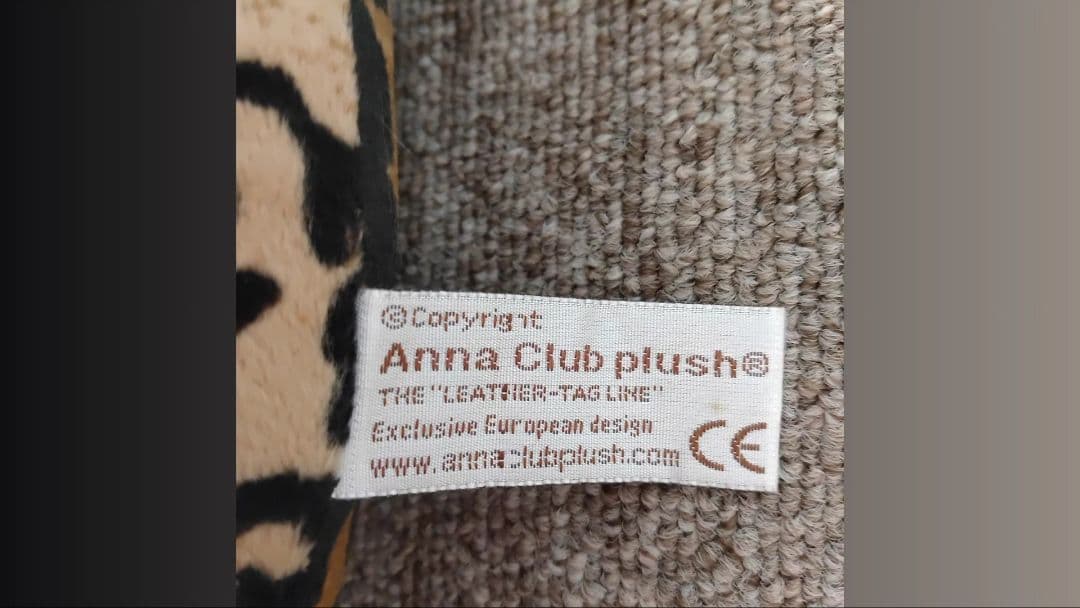 ©Copyright
Anna Club plush®
THE "LEATHER-TAG LINE"
Exclusive European design
www.annaclubplush.com
CE